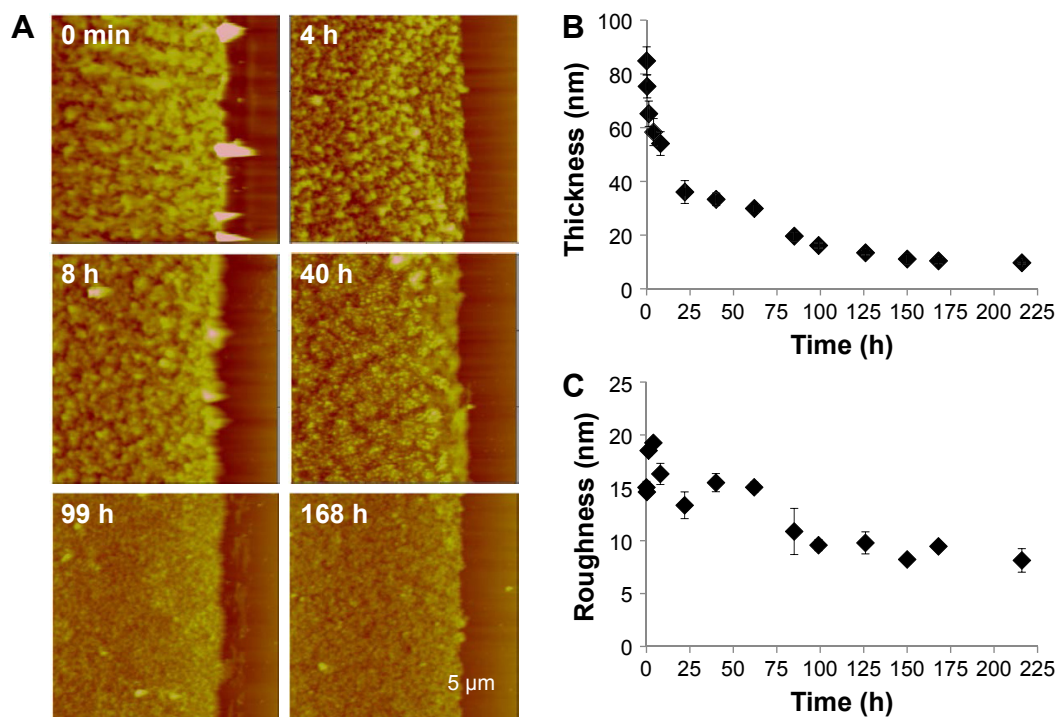 A
0 min
4 h
8 h
40 h
99 h
168 h
5 µm
B
Thickness (nm)
100
80
60
40
20
0
0 25 50 75 100 125 150 175 200 225
Time (h)
C
Roughness (nm)
25
20
15
10
5
0
0 25 50 75 100 125 150 175 200 225
Time (h)